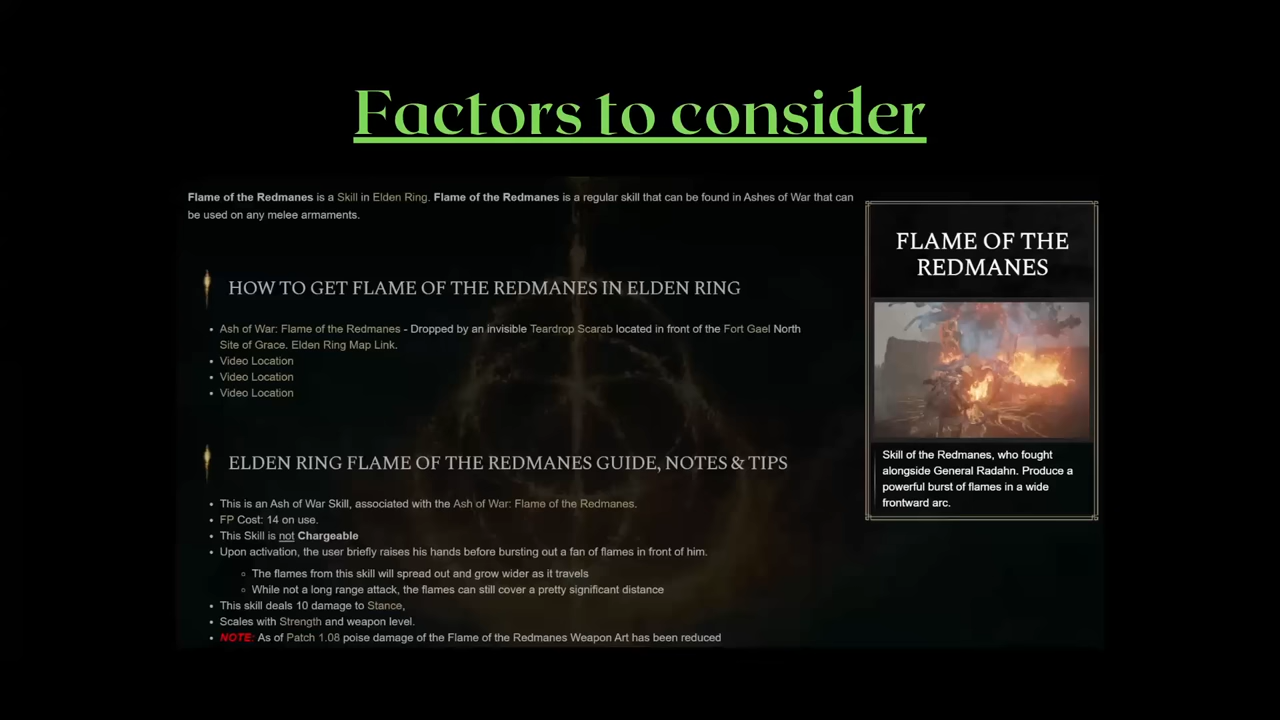 Factors to consider
Flame of the Redmanes is a Skill in Elden Ring. Flame of the Redmanes is a regular skill that can be found in Ashes of War that can
be used on any melee armaments.
HOW TO GET FLAME OF THE REDMANES IN ELDEN RING
• Ash of War: Flame of the Redmanes - Dropped by an invisible Teardrop Scarab located in front of the Fort Gael North
Site of Grace. Elden Ring Map Link.
• Video Location
• Video Location
• Video Location
ELDEN RING FLAME OF THE REDMANES GUIDE, NOTES & TIPS
• This is an Ash of War Skill, associated with the Ash of War: Flame of the Redmanes.
• FP Cost: 14 on use.
• This Skill is not Chargeable
• Upon activation, the user briefly raises his hands before bursting out a fan of flames in front of him.
◦ The flames from this skill will spread out and grow wider as it travels
◦ While not a long range attack, the flames can still cover a pretty significant distance
• This skill deals 10 damage to Stance,
• Scales with Strength and weapon level.
• NOTE: As of Patch 1.08 poise damage of the Flame of the Redmanes Weapon Art has been reduced
FLAME OF THE
REDMANES
Skill of the Redmanes, who fought
alongside General Radahn. Produce a
powerful burst of flames in a wide
frontward arc.